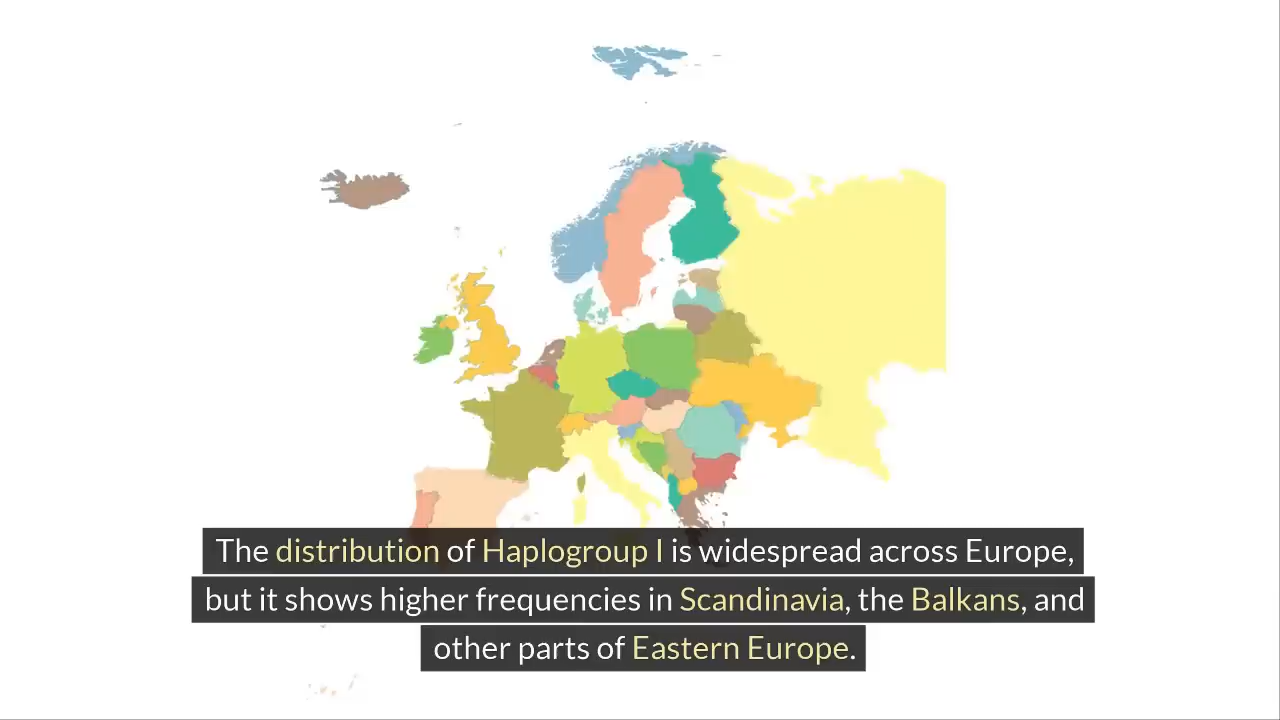 The distribution of Haplogroup I is widespread across Europe,
but it shows higher frequencies in Scandinavia, the Balkans, and
other parts of Eastern Europe.